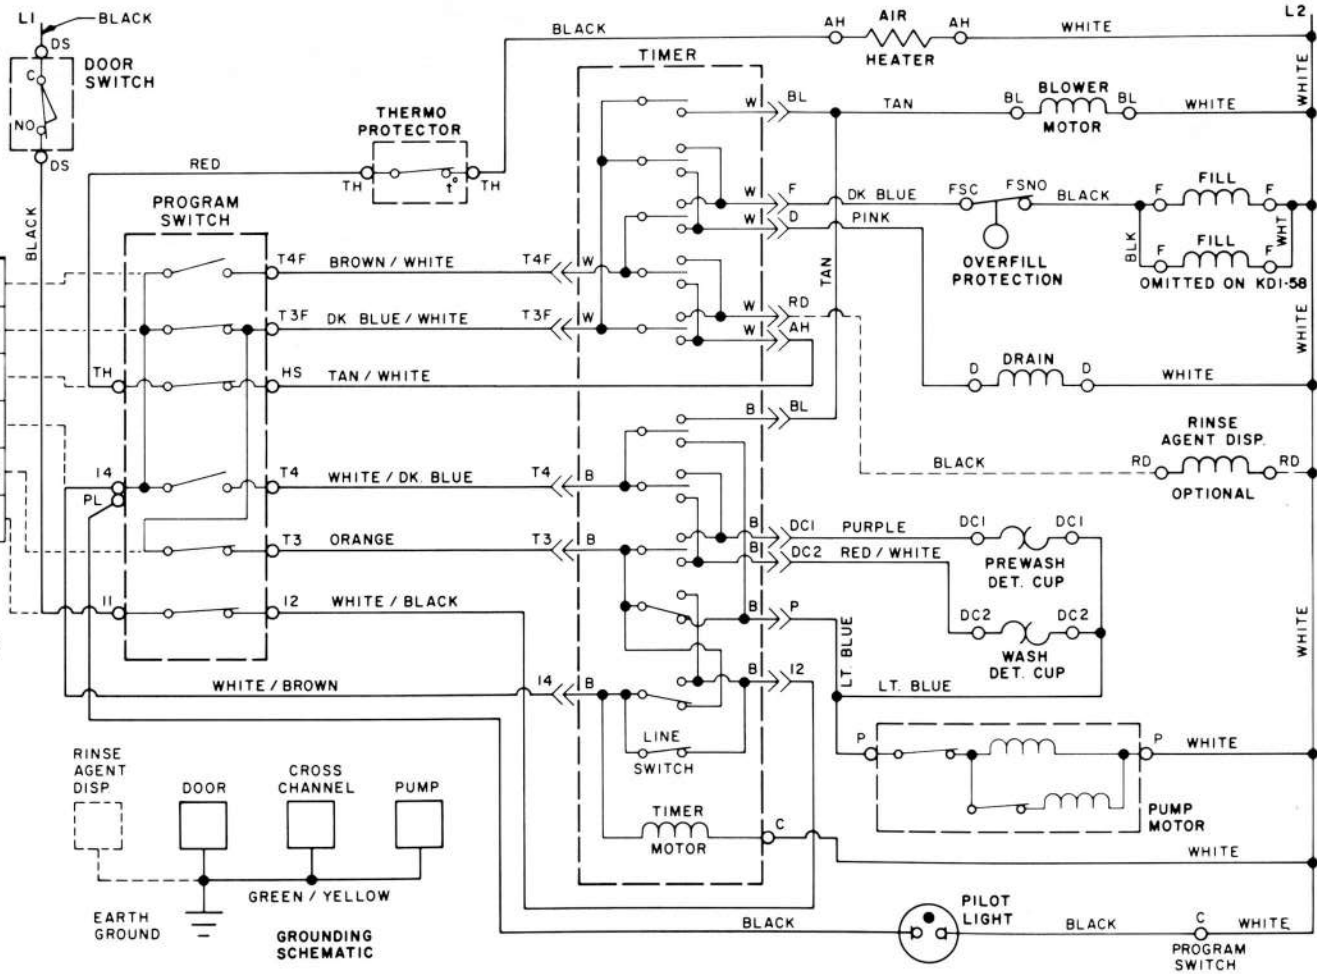 L1
BLACK
DS
DOOR
SWITCH
C
NO
DS
BLACK
RED
THERMO
PROTECTOR
TH
t°
TH
PROGRAM
SWITCH
T4F
BROWN / WHITE
T4F
W
T3F
DK BLUE / WHITE
T3F
W
TH
HS
TAN / WHITE
14
PL
T4
WHITE / DK. BLUE
T4
B
T3
ORANGE
T3
B
11
12
WHITE / BLACK
WHITE / BROWN
14
B
TIMER
BLACK
AH
AIR
HEATER
AH
WHITE
L2
WHITE
W
BL
TAN
BL
BLOWER
MOTOR
BL
WHITE
W
F
DK BLUE
FSC
FSNO
BLACK
OVERFILL
PROTECTION
F
FILL
F
BLK
WHT
F
FILL
F
OMITTED ON KDI-58
W
D
PINK
TAN
W
RD
W
AH
WHITE
D
DRAIN
D
WHITE
B
BL
RINSE
AGENT DISP.
BLACK
RD
RD
OPTIONAL
B
DC1
PURPLE
DC1
DC1
PREWASH
DET. CUP
B
DC2
RED / WHITE
DC2
DC2
WASH
DET. CUP
B
P
LT. BLUE
WHITE
B
12
LT. BLUE
LINE
SWITCH
TIMER
MOTOR
C
P
P
WHITE
PUMP
MOTOR
WHITE
RINSE
AGENT
DISP.
DOOR
CROSS
CHANNEL
PUMP
GREEN / YELLOW
EARTH
GROUND
GROUNDING
SCHEMATIC
BLACK
PILOT
LIGHT
BLACK
C
WHITE
PROGRAM
SWITCH